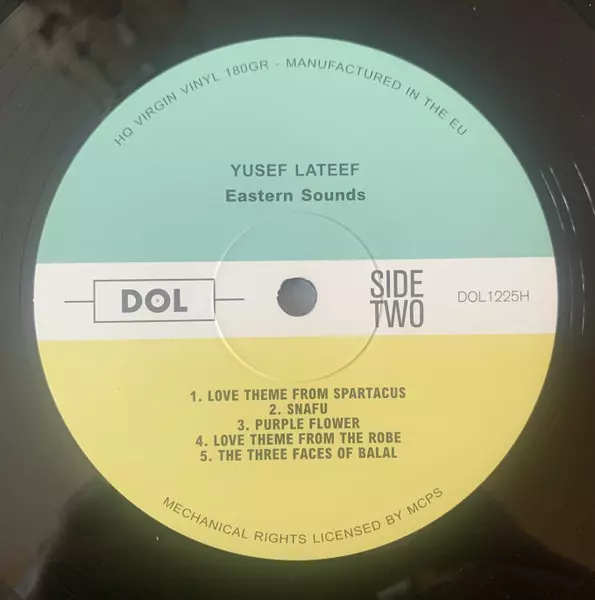 HQ VIRGIN VINYL 180GR - MANUFACTURED IN THE EU
YUSEF LATEEF
Eastern Sounds
DOL
SIDE
TWO
DOL1225H
1. LOVE THEME FROM SPARTACUS
2. SNAFU
3. PURPLE FLOWER
4. LOVE THEME FROM THE ROBE
5. THE THREE FACES OF BALAL
MECHANICAL RIGHTS LICENSED BY MCPS